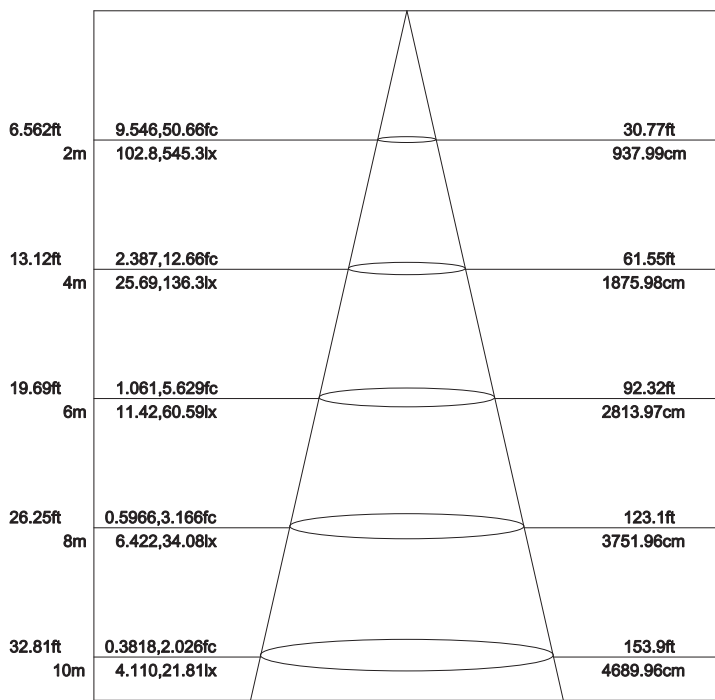 6.562ft 9.546,50.66fc 30.77ft
2m 102.8,545.3lx 937.99cm
13.12ft 2.387,12.66fc 61.55ft
4m 25.69,136.3lx 1875.98cm
19.69ft 1.061,5.629fc 92.32ft
6m 11.42,60.59lx 2813.97cm
26.25ft 0.5966,3.166fc 123.1ft
8m 6.422,34.08lx 3751.96cm
32.81ft 0.3818,2.026fc 153.9ft
10m 4.110,21.81lx 4689.96cm